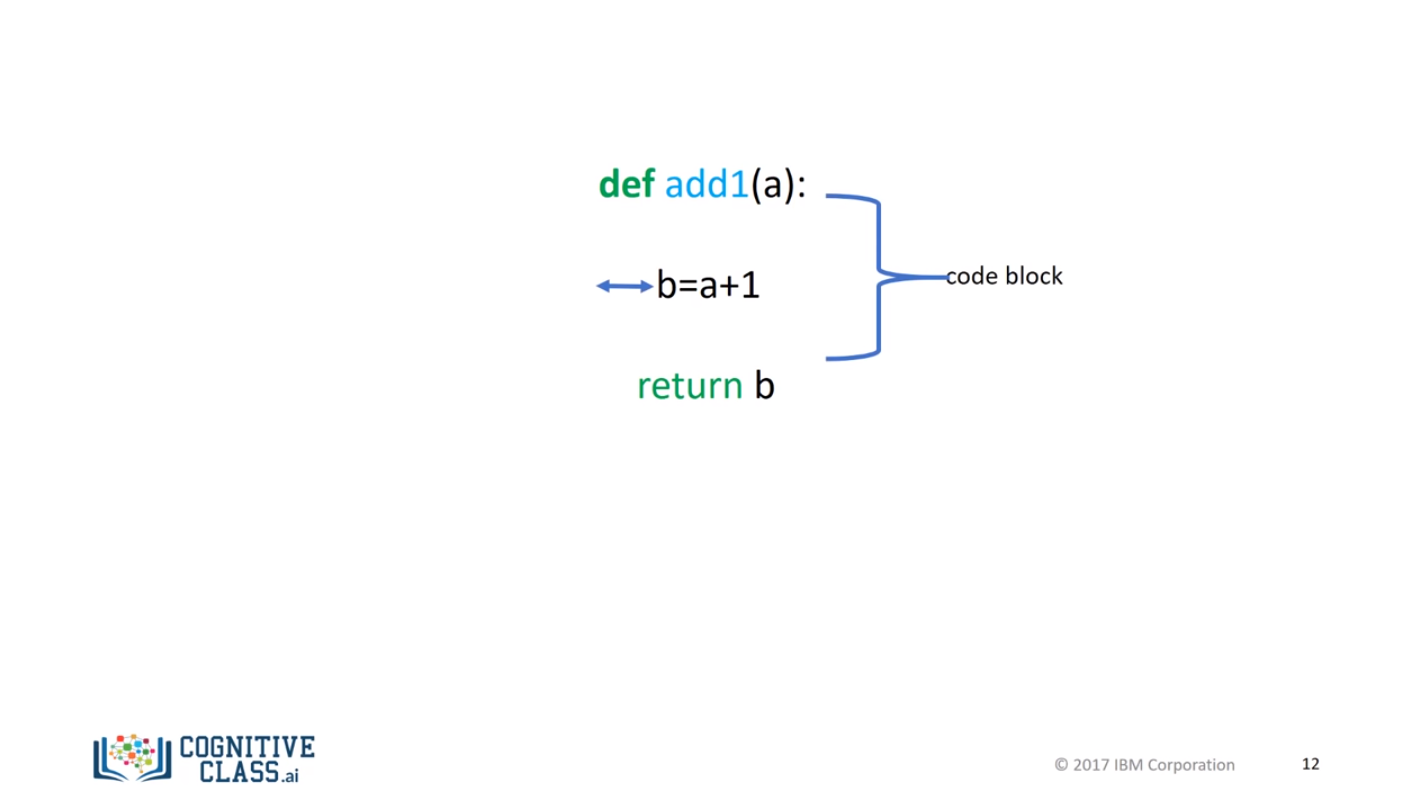 def add1(a):
b=a+1
code block
return b
COGNITIVE
CLASS.ai
© 2017 IBM Corporation
12